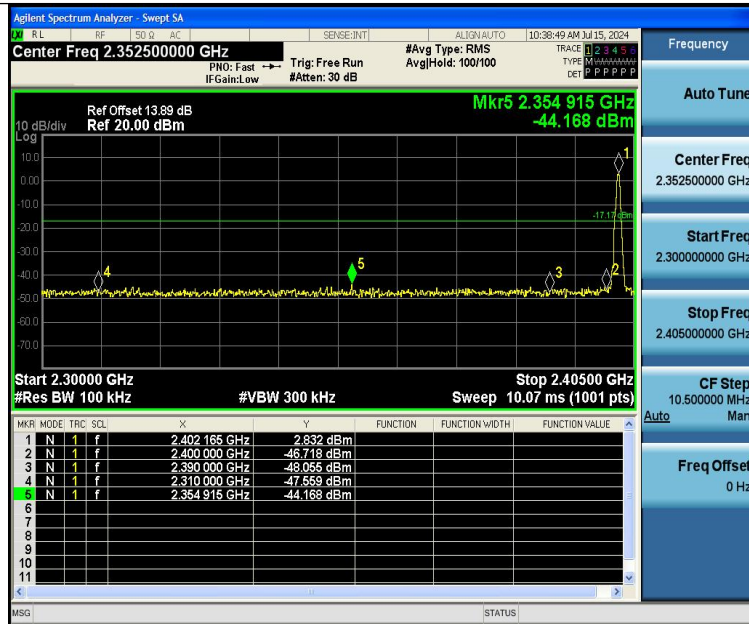 Agilent Spectrum Analyzer - Swept SA
LXI RL RF 50 Ω AC SENSE:INT ALIGN AUTO 10:38:49 AM Jul 15, 2024
Center Freq 2.352500000 GHz #Avg Type: RMS TRACE 1 2 3 4 5 6
PNO: Fast Trig: Free Run Avg|Hold: 100/100 TYPE M
IFGain:Low #Atten: 30 dB DET P P P P P P
Mkr5 2.354 915 GHz
-44.168 dBm
Ref Offset 13.89 dB
10 dB/div Ref 20.00 dBm
Log
10.0
0.00
-10.0
-20.0
-30.0
-40.0
-50.0
-60.0
-70.0
-17.17 dBm
1
2
3
4
5
Start 2.30000 GHz Stop 2.40500 GHz
#Res BW 100 kHz #VBW 300 kHz Sweep 10.07 ms (1001 pts)
MKR MODE TRC SCL X Y FUNCTION FUNCTION WIDTH FUNCTION VALUE
1 N 1 f 2.402 165 GHz 2.832 dBm
2 N 1 f 2.400 000 GHz -46.718 dBm
3 N 1 f 2.390 000 GHz -48.055 dBm
4 N 1 f 2.310 000 GHz -47.559 dBm
5 N 1 f 2.354 915 GHz -44.168 dBm
6
7
8
9
10
11
MSG STATUS
Frequency
Auto Tune
Center Freq
2.352500000 GHz
Start Freq
2.300000000 GHz
Stop Freq
2.405000000 GHz
CF Step
10.500000 MHz
Auto Man
Freq Offset
0 Hz